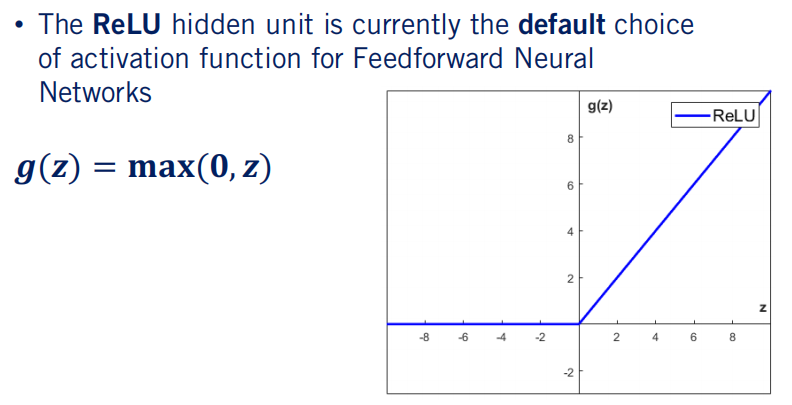 • The ReLU hidden unit is currently the default choice
of activation function for Feedforward Neural
Networks
g(z) = max(0, z)
g(z)
ReLU
8
6
4
2
z
-8 -6 -4 -2 2 4 6 8
-2